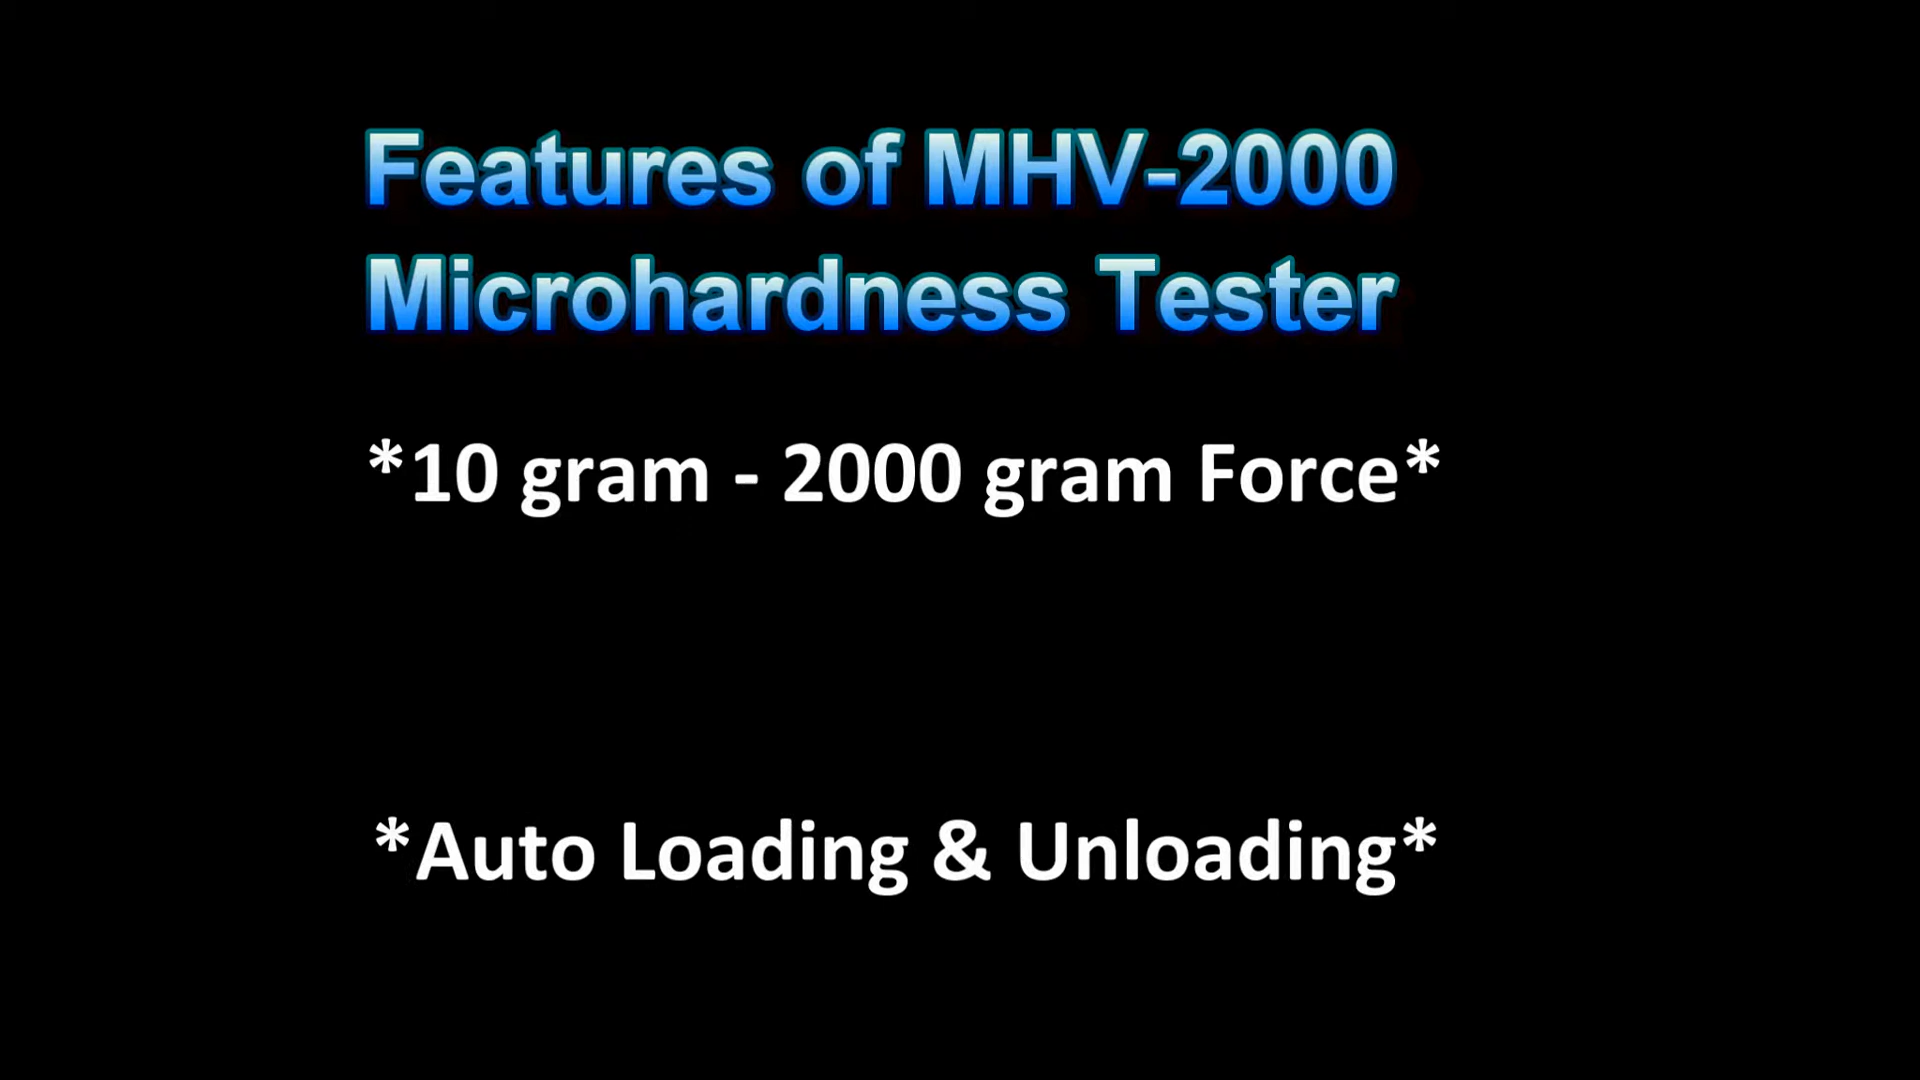 Features of MHV-2000
Microhardness Tester
*10 gram - 2000 gram Force*
*Auto Loading & Unloading*